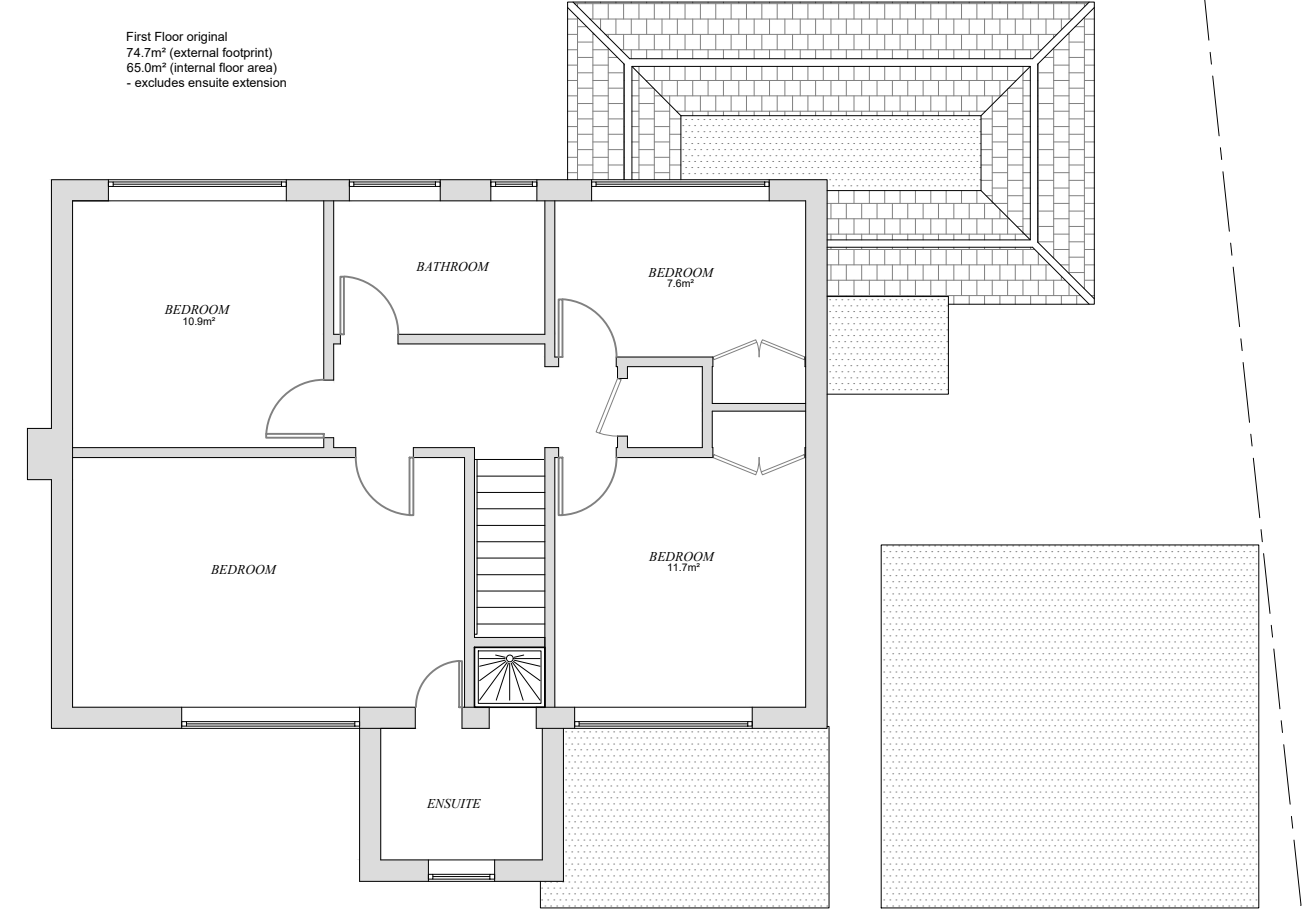 First Floor original
74.7m² (external footprint)
65.0m² (internal floor area)
- excludes ensuite extension
BATHROOM
BEDROOM
7.6m²
BEDROOM
10.9m²
BEDROOM
11.7m²
BEDROOM
ENSUITE